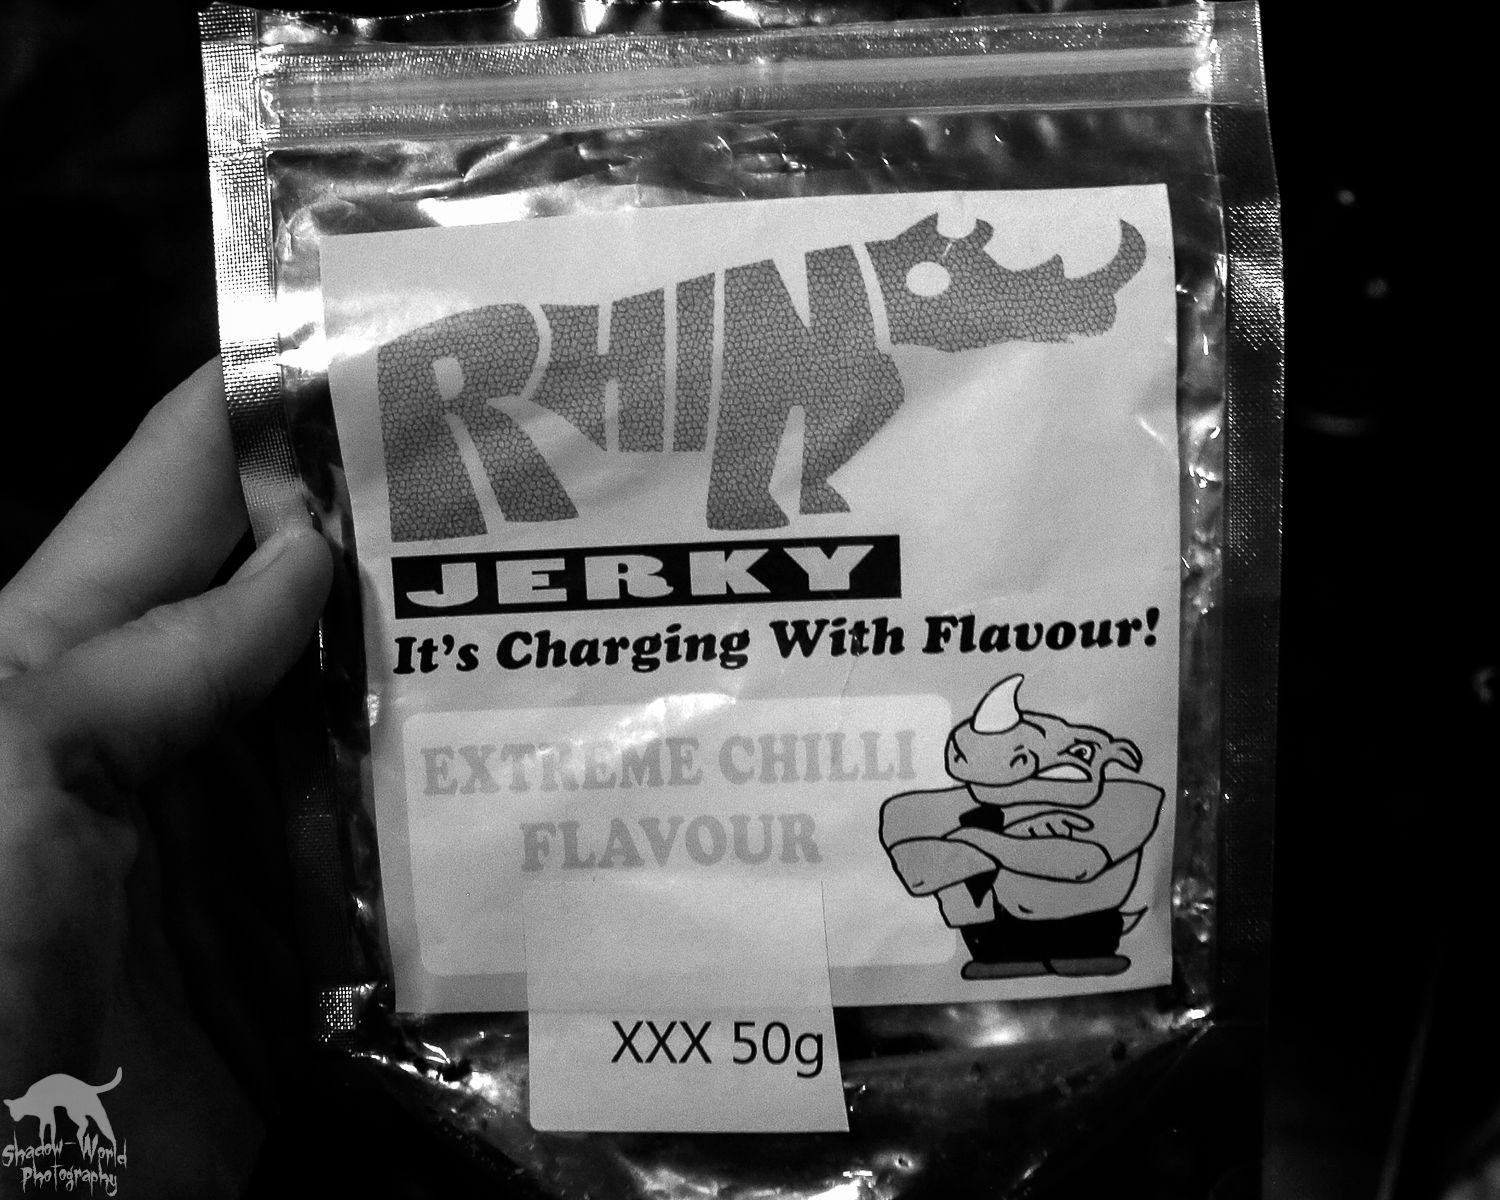 RHINO
JERKY
It's Charging With Flavour!
EXTREME CHILLI
FLAVOUR
XXX 50g
Shadow-World
Photography